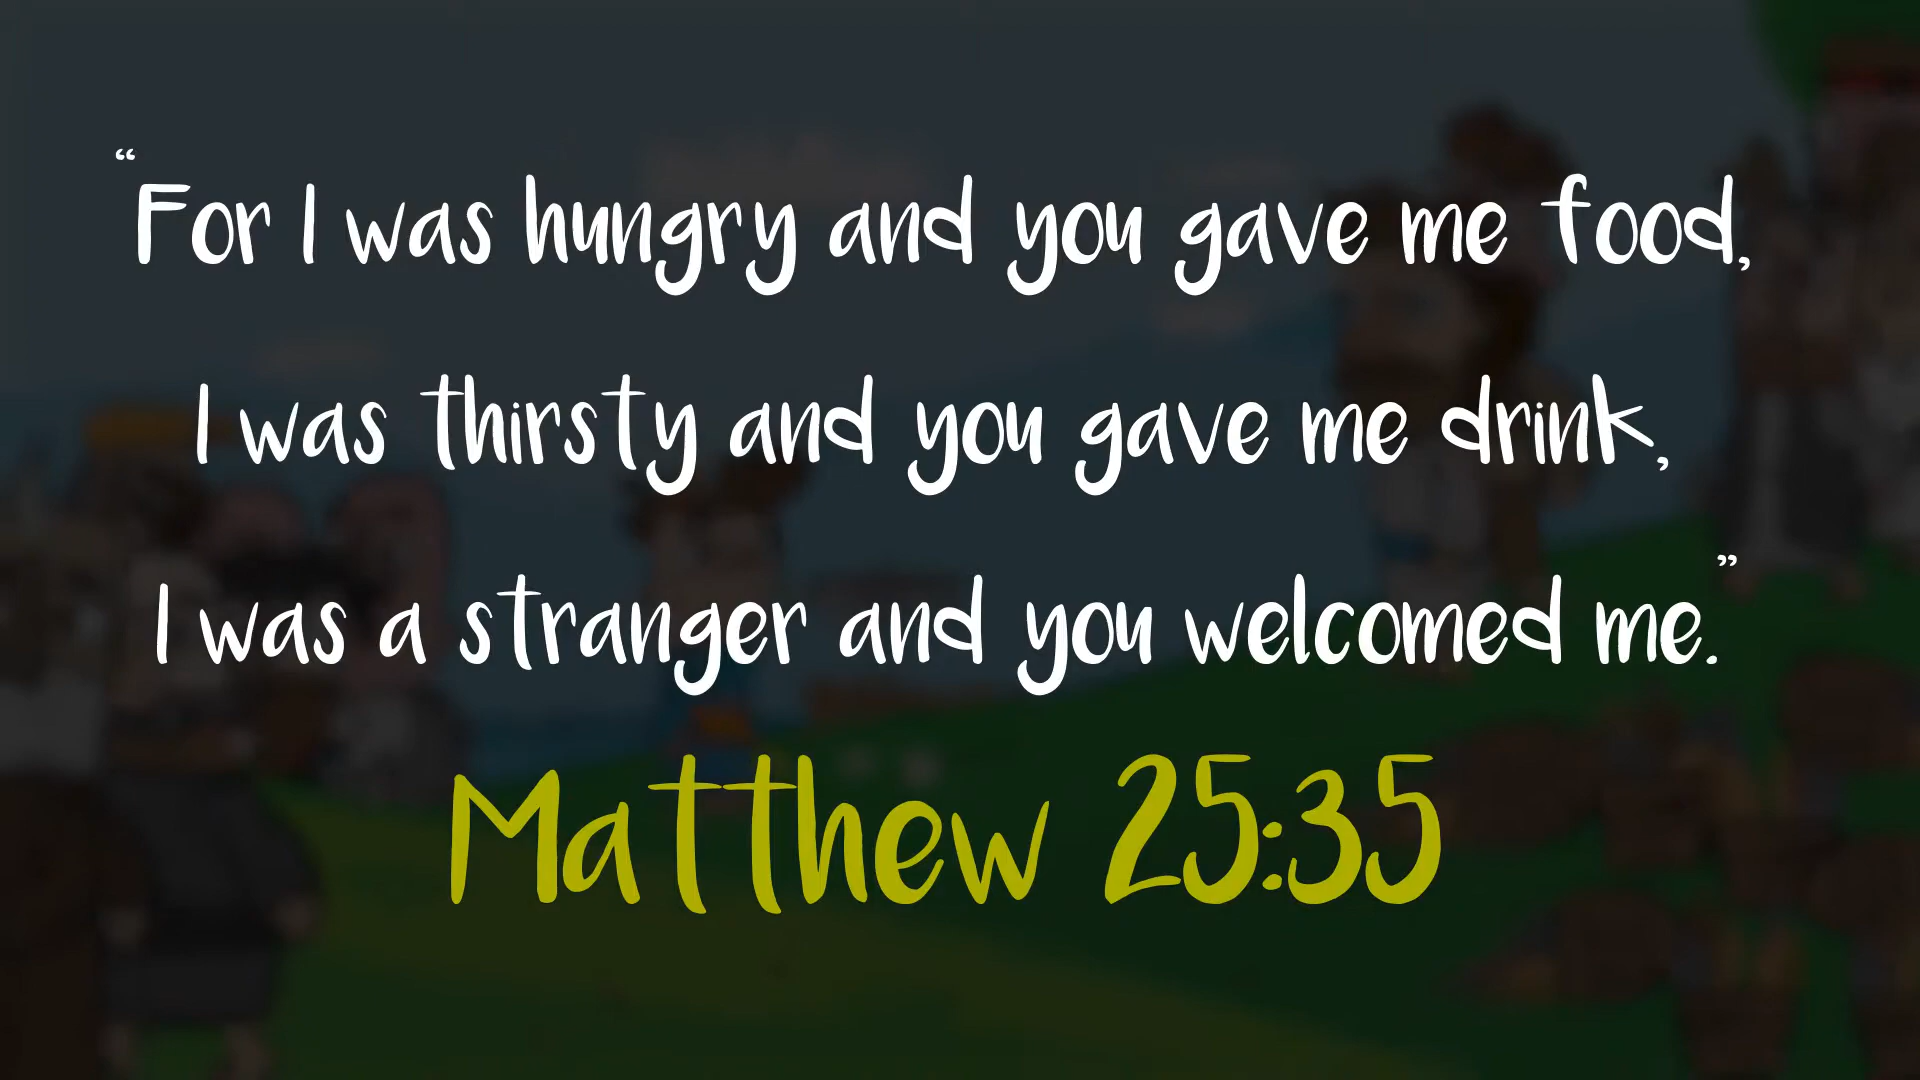 “For I was hungry and you gave me food,
I was thirsty and you gave me drink,
I was a stranger and you welcomed me.”
Matthew 25:35